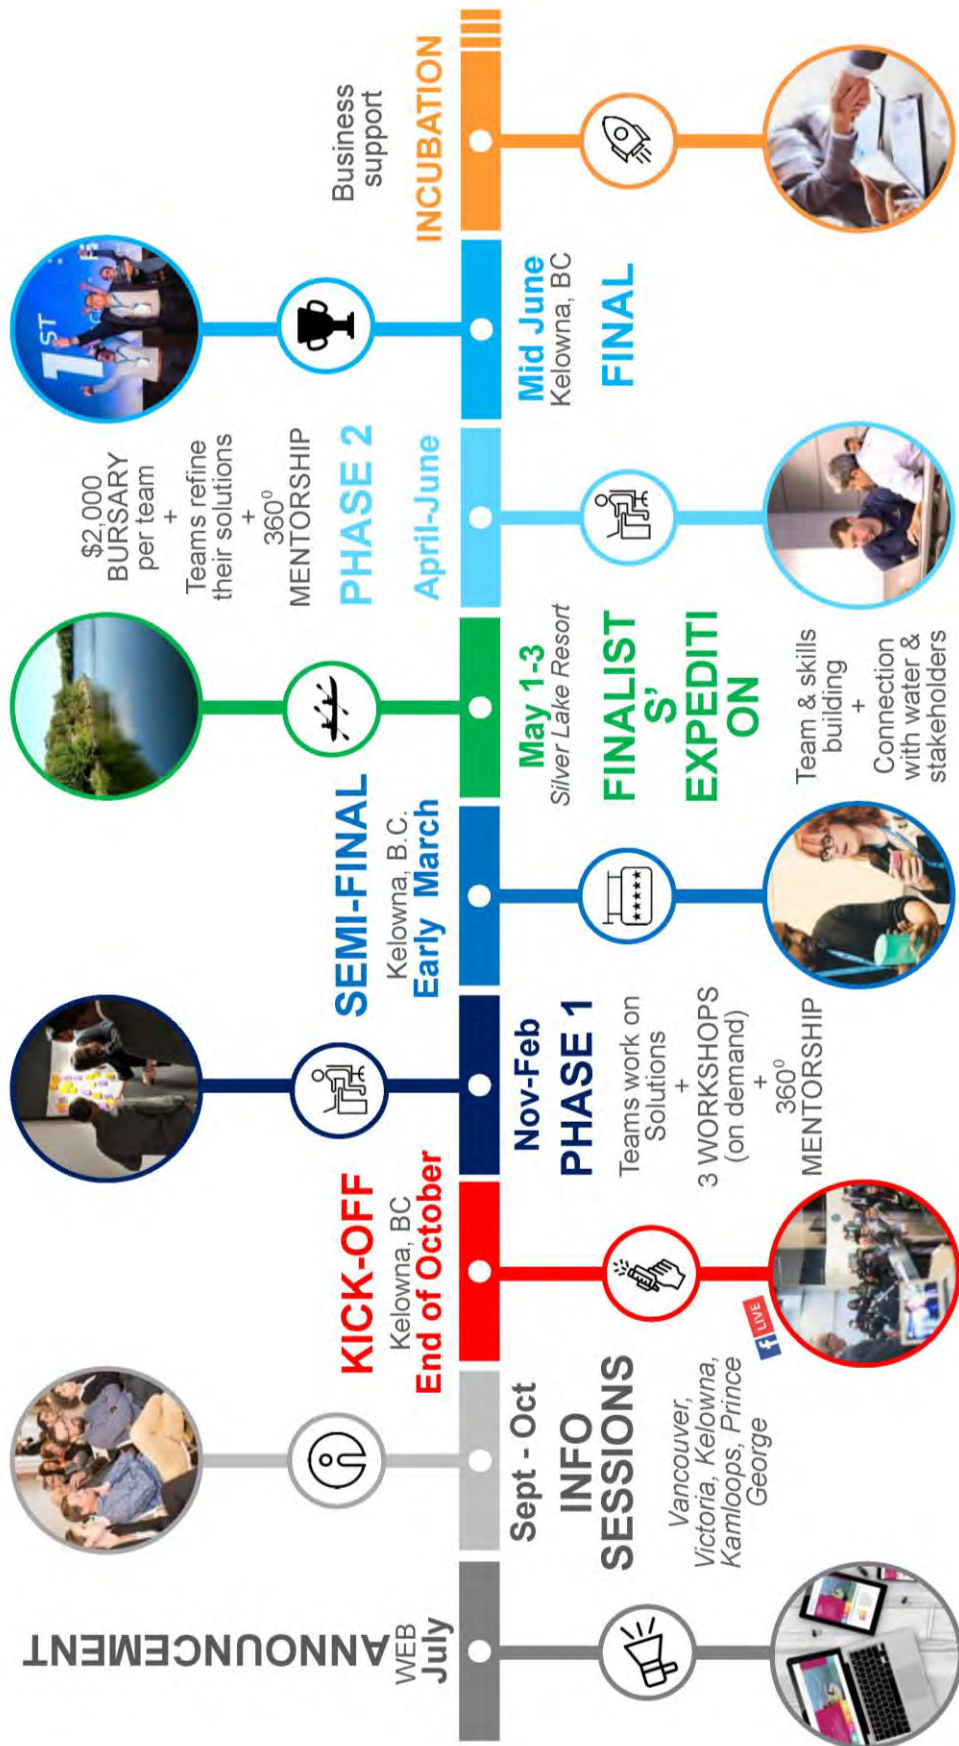 ANNOUNCEMENT
WEB
July
Sept - Oct
INFO
SESSIONS
Vancouver,
Victoria, Kelowna,
Kamloops, Prince
George
KICK-OFF
Kelowna, BC
End of October
f LIVE
Nov-Feb
PHASE 1
Teams work on
Solutions
+
3 WORKSHOPS
(on demand)
+
360⁰
MENTORSHIP
SEMI-FINAL
Kelowna, B.C.
Early March
May 1-3
Silver Lake Resort
FINALIST
S'
EXPEDITI
ON
Team & skills
building
+
Connection
with water &
stakeholders
$2,000
BURSARY
per team
+
Teams refine
their solutions
+
360⁰
MENTORSHIP
PHASE 2
April-June
1ST
Mid June
Kelowna, BC
FINAL
Business
support
INCUBATION